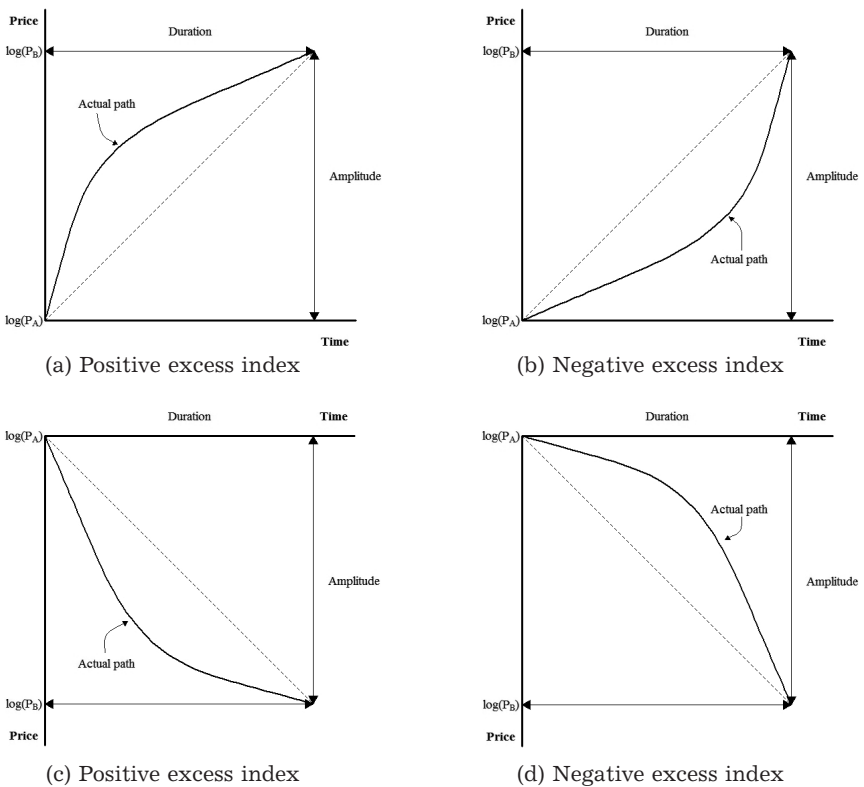 Price
Duration
log(P_B)
Actual path
Amplitude
log(P_A)
Time
(a) Positive excess index
Price
Duration
log(P_B)
Amplitude
Actual path
log(P_A)
Time
(b) Negative excess index
Duration
Time
log(P_A)
Amplitude
Actual path
log(P_B)
Price
(c) Positive excess index
Duration
Time
log(P_A)
Actual path
Amplitude
log(P_B)
Price
(d) Negative excess index